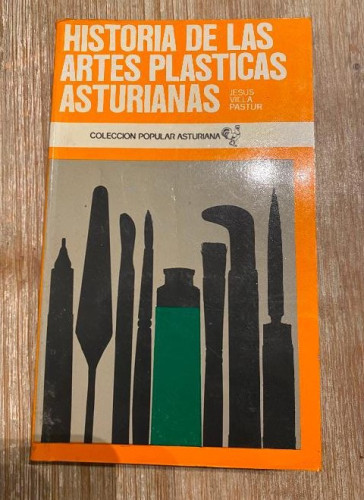 HISTORIA DE LAS
ARTES PLASTICAS
ASTURIANAS
JESUS
VILLA
PASTUR
COLECCION POPULAR ASTURIANA